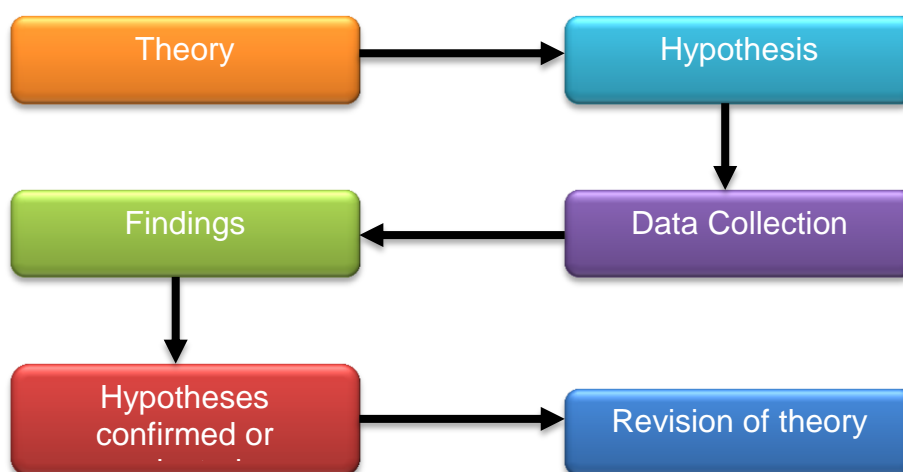 Theory
Hypothesis
Findings
Data Collection
Hypotheses
confirmed or
Revision of theory